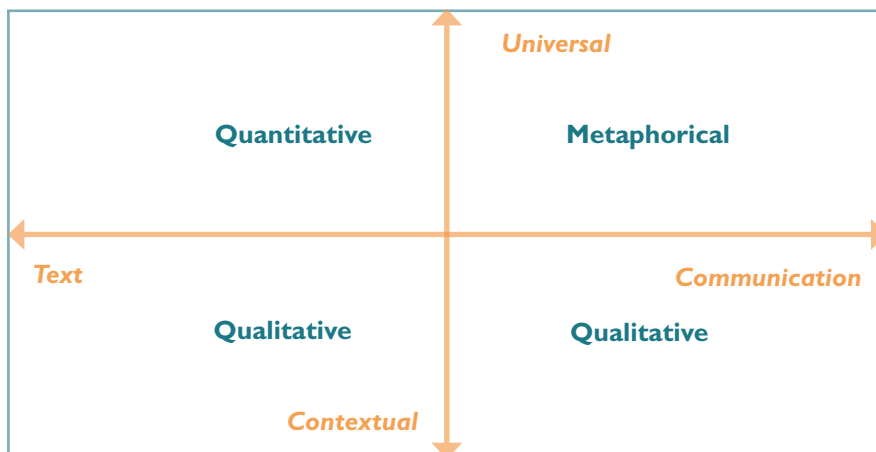 Universal
Quantitative
Metaphorical
Text
Communication
Qualitative
Qualitative
Contextual